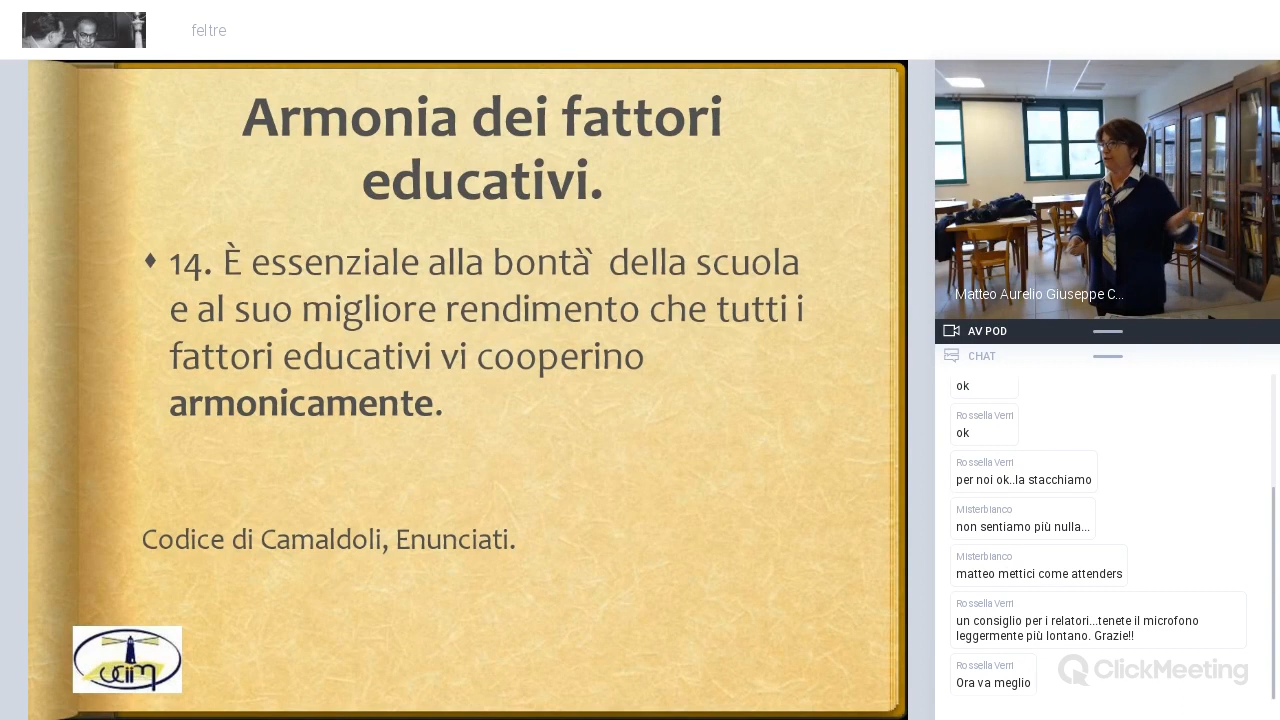 feltre
Armonia dei fattori
educativi.
14. È essenziale alla bontà̀ della scuola
e al suo migliore rendimento che tutti i
fattori educativi vi cooperino
armonicamente.
Codice di Camaldoli, Enunciati.
ucim
Matteo Aurelio Giuseppe C...
AV POD
CHAT
ok
Rossella Verri
ok
Rossella Verri
per noi ok..la stacchiamo
Misterbianco
non sentiamo più nulla...
Misterbianco
matteo mettici come attenders
Rossella Verri
un consiglio per i relatori...tenete il microfono
leggermente più lontano. Grazie!!
Rossella Verri
Ora va meglio
ClickMeeting